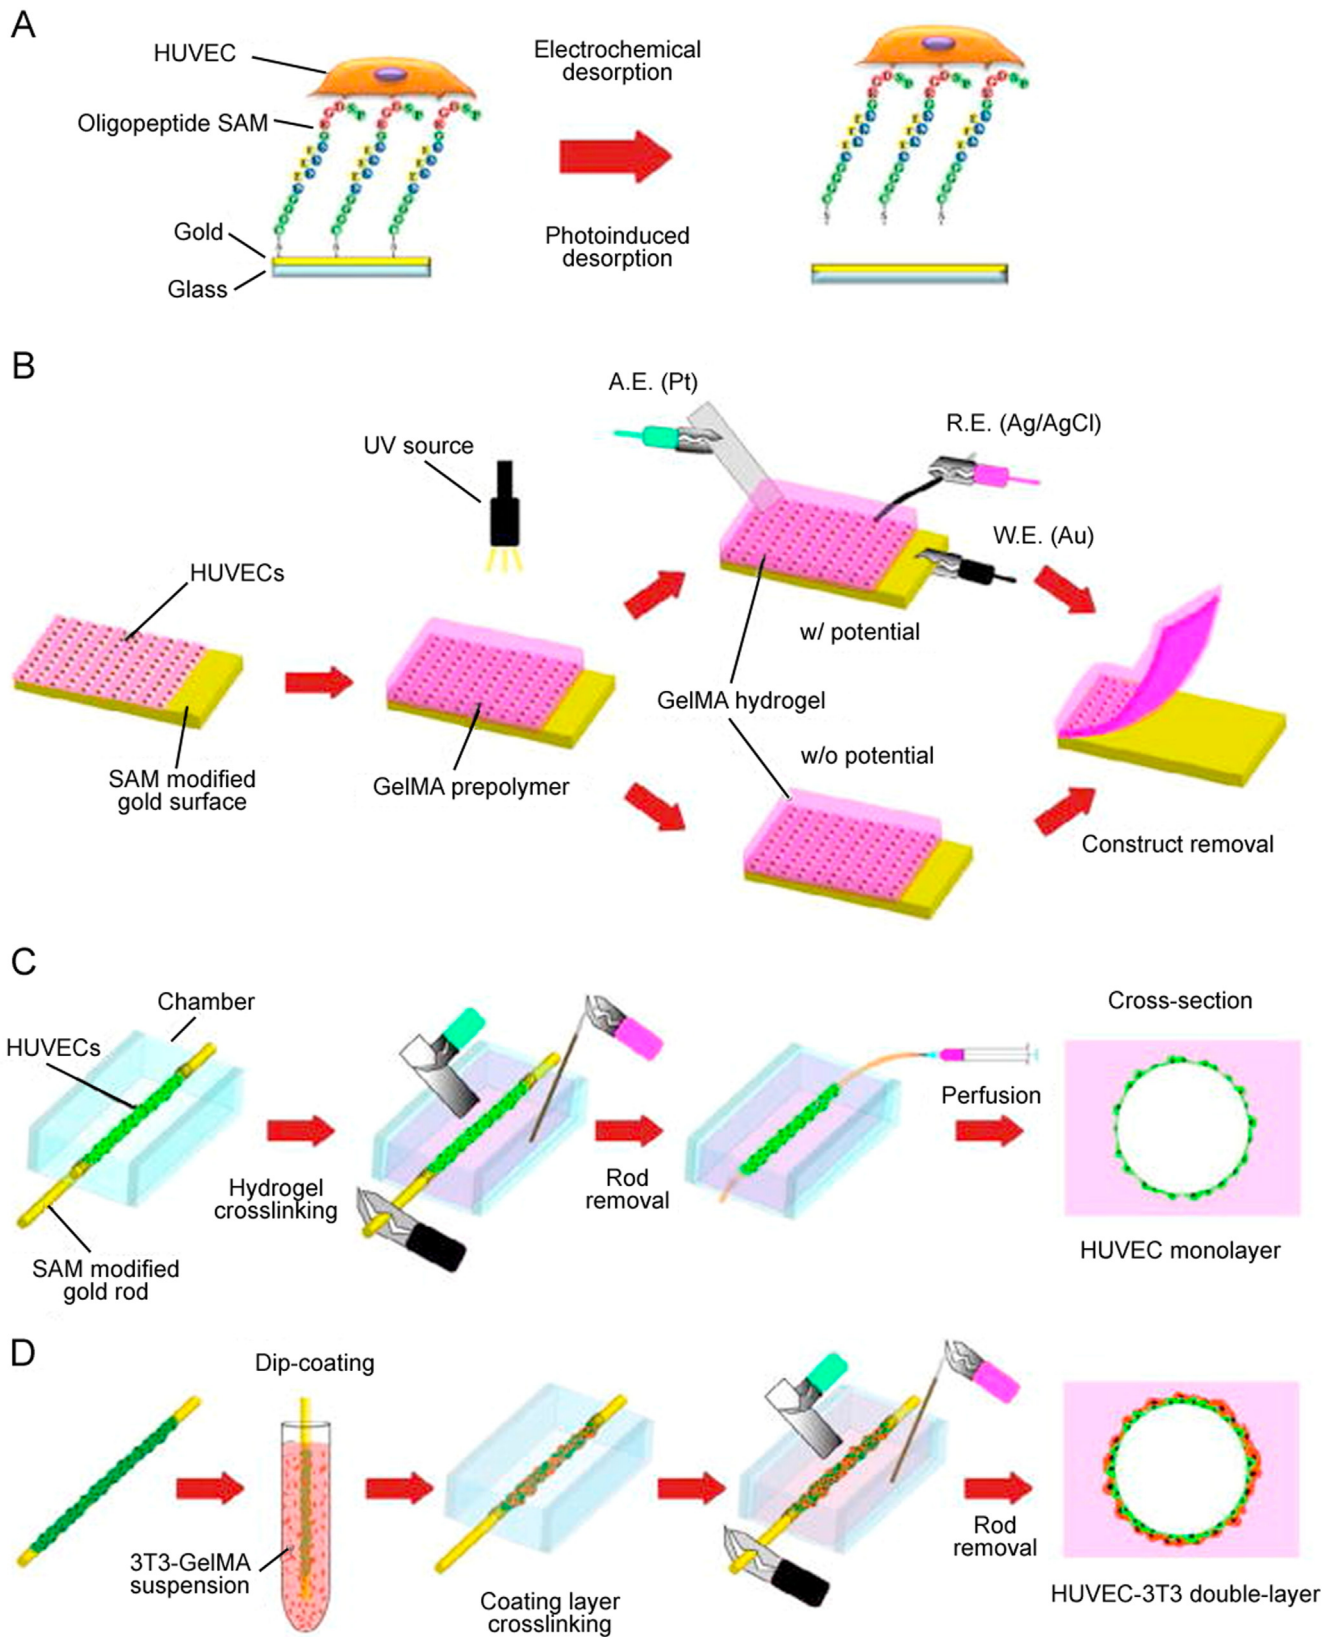 A
HUVEC
Oligopeptide SAM
Gold
Glass
Electrochemical
desorption
Photoinduced
desorption
B
HUVECs
SAM modified
gold surface
UV source
GelMA prepolymer
A.E. (Pt)
R.E. (Ag/AgCl)
W.E. (Au)
w/ potential
GelMA hydrogel
w/o potential
Construct removal
C
Chamber
HUVECs
SAM modified
gold rod
Hydrogel
crosslinking
Rod
removal
Perfusion
Cross-section
HUVEC monolayer
D
Dip-coating
3T3-GelMA
suspension
Coating layer
crosslinking
Rod
removal
HUVEC-3T3 double-layer